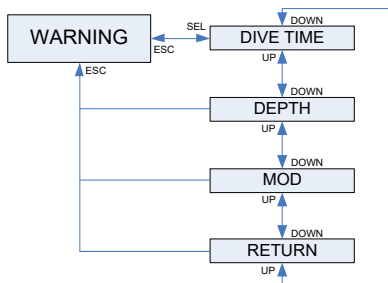 SEL
DOWN
WARNING
DIVE TIME
ESC
UP
ESC
DOWN
DEPTH
UP
DOWN
MOD
UP
DOWN
RETURN
UP